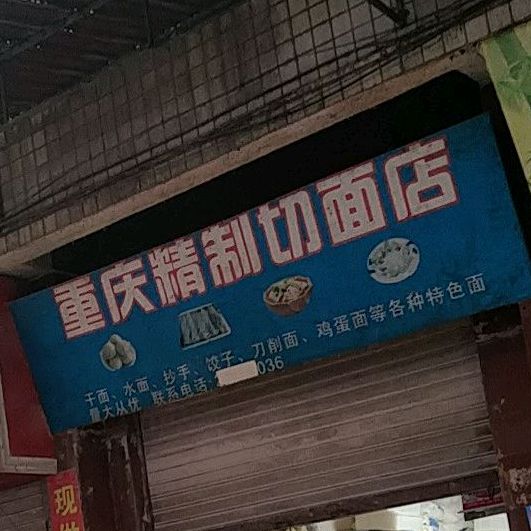 重庆精制切面店
干面、水面、抄手、饺子、刀削面、鸡蛋面等各种特色面
量大从优 联系电话:
036
现